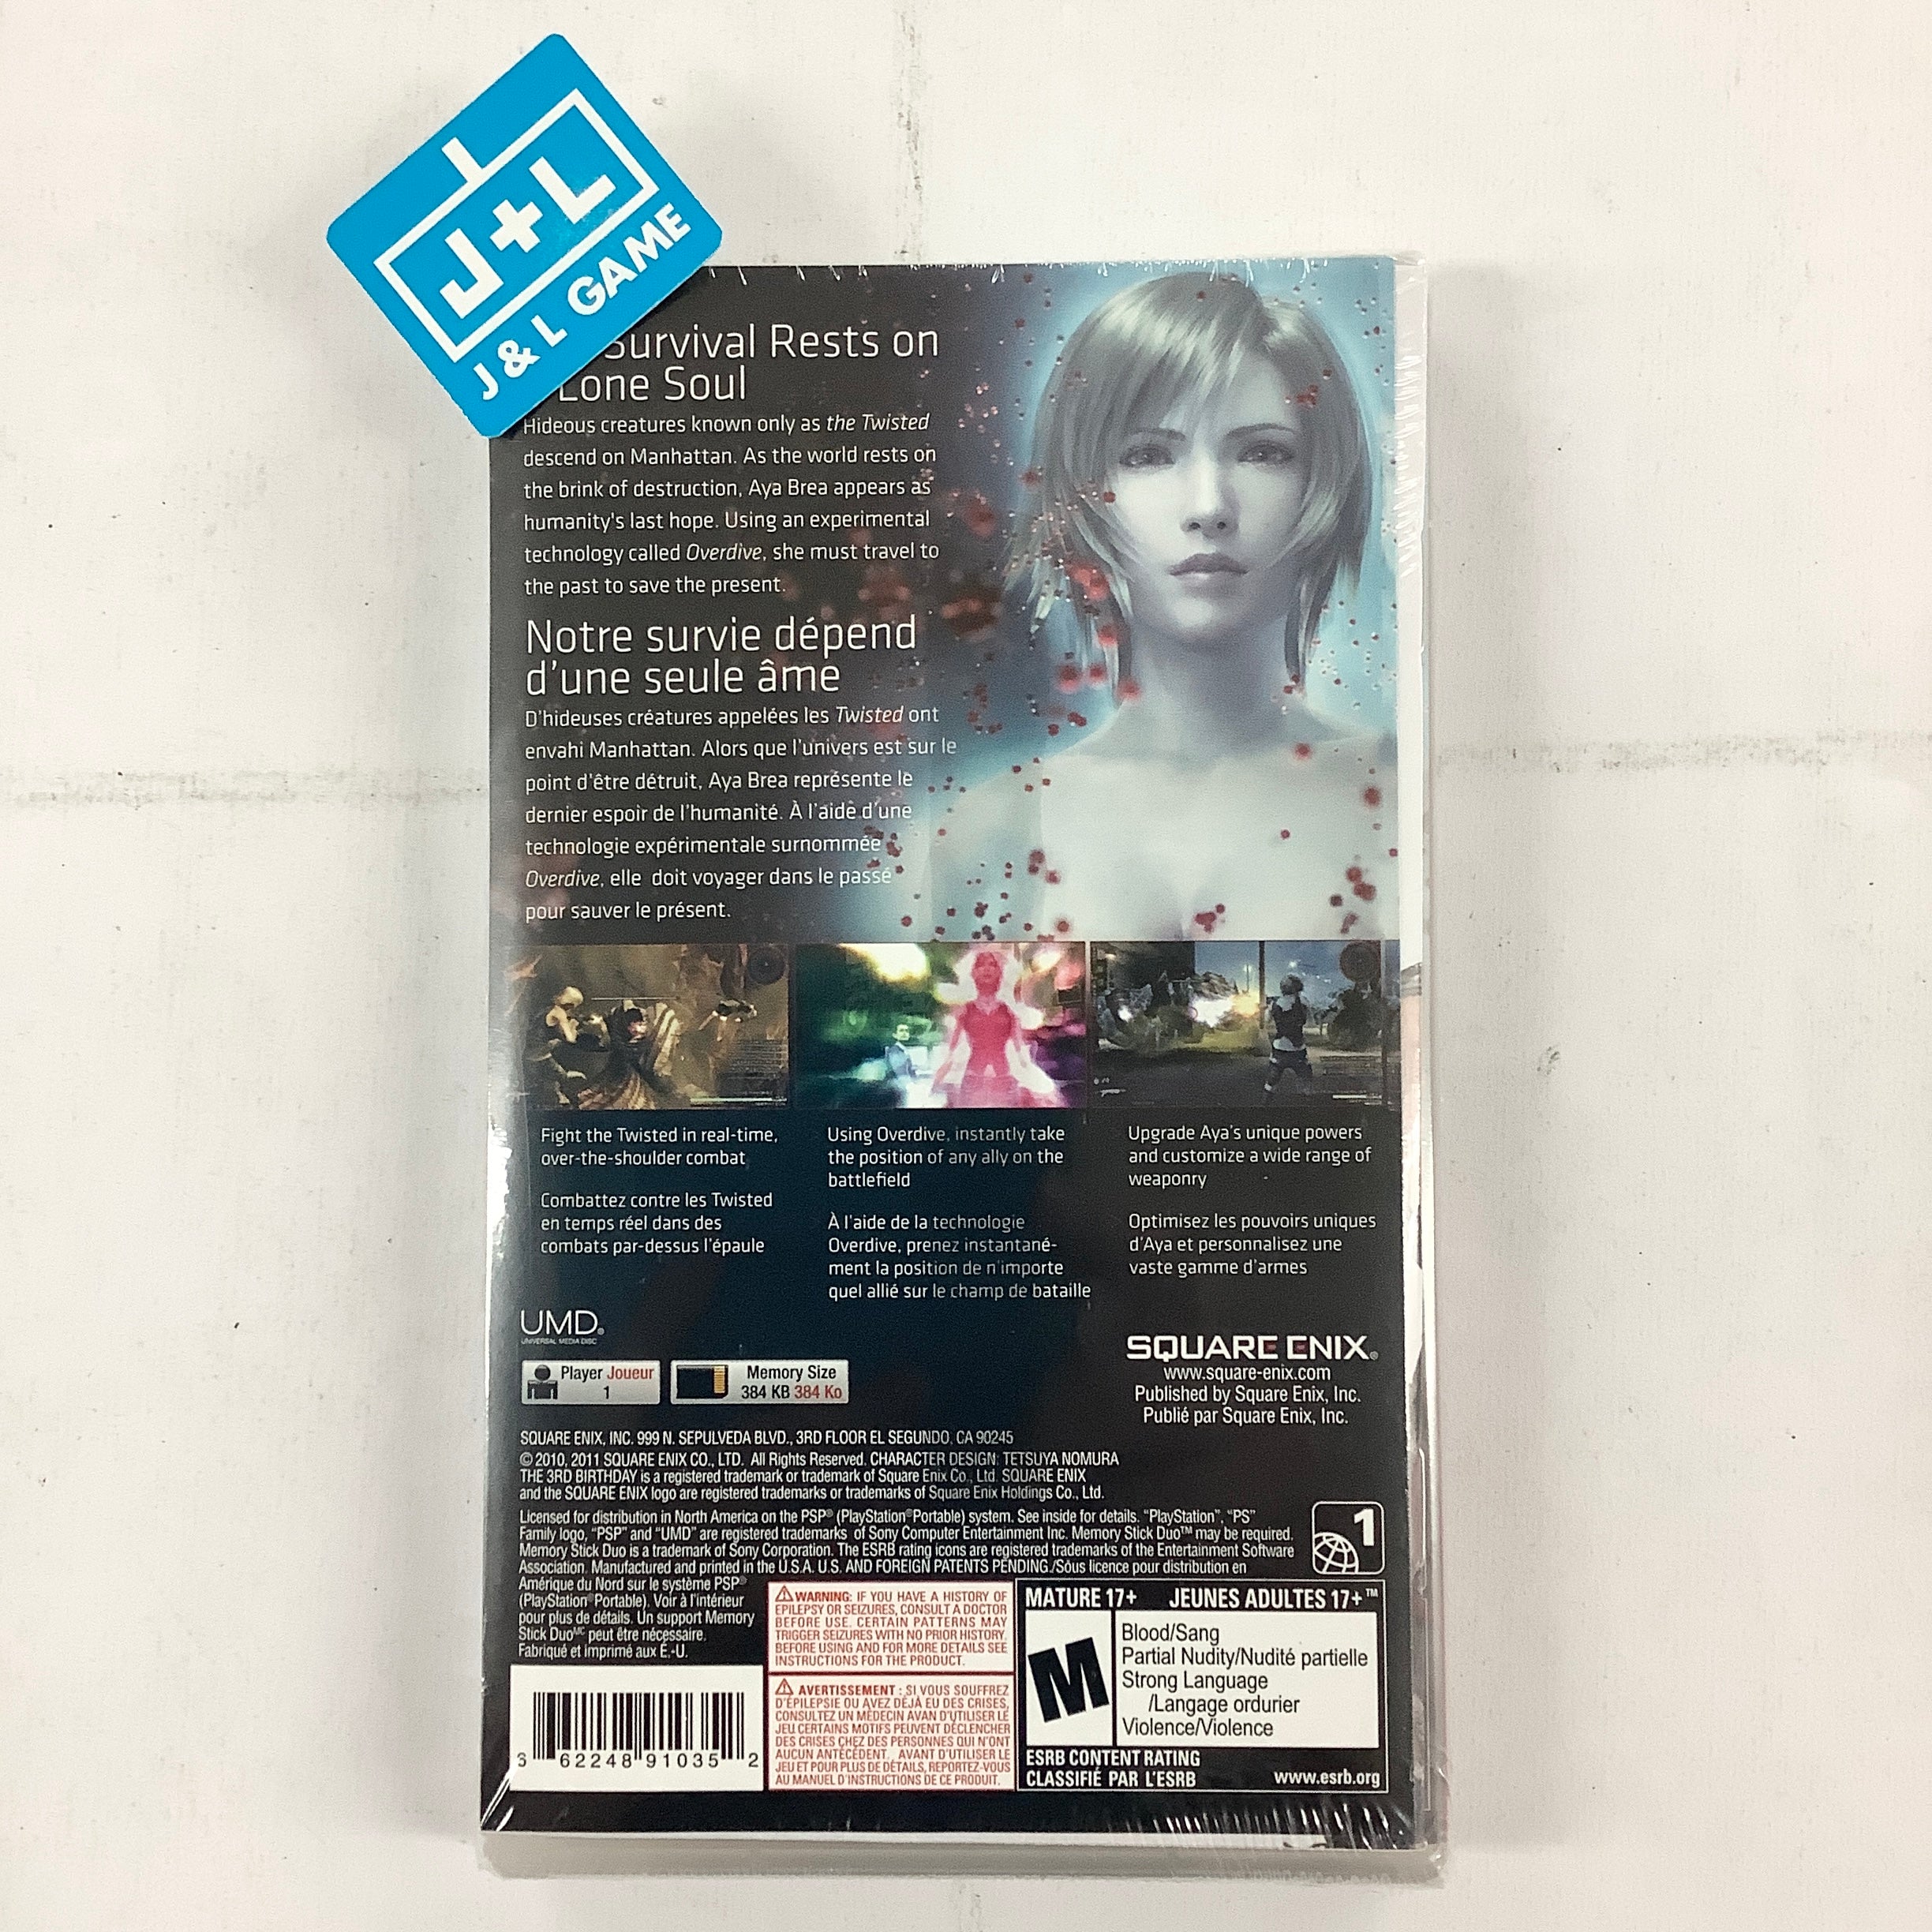 J+L
J & L GAME
Survival Rests on
Lone Soul
Hideous creatures known only as the Twisted
descend on Manhattan. As the world rests on
the brink of destruction, Aya Brea appears as
humanity's last hope. Using an experimental
technology called Overdive, she must travel to
the past to save the present.
Notre survie dépend
d'une seule âme
D'hideuses créatures appelées les Twisted ont
envahi Manhattan. Alors que l'univers est sur le
point d'être détruit, Aya Brea représente le
dernier espoir de l'humanité. À l'aide d'une
technologie expérimentale surnommée
Overdive, elle doit voyager dans le passé
pour sauver le présent.
Fight the Twisted in real-time,
over-the-shoulder combat
Combattez contre les Twisted
en temps réel dans des
combats par-dessus l'épaule
Using Overdive, instantly take
the position of any ally on the
battlefield
À l'aide de la technologie
Overdive, prenez instantané-
ment la position de n'importe
quel allié sur le champ de bataille
Upgrade Aya's unique powers
and customize a wide range of
weaponry
Optimisez les pouvoirs uniques
d'Aya et personnalisez une
vaste gamme d'armes
UMD®
UNIVERSAL MEDIA DISC
Player Joueur
1
Memory Size
384 KB 384 Ko
SQUARE ENIX®
www.square-enix.com
Published by Square Enix, Inc.
Publié par Square Enix, Inc.
SQUARE ENIX, INC. 999 N. SEPULVEDA BLVD., 3RD FLOOR EL SEGUNDO, CA 90245
© 2010, 2011 SQUARE ENIX CO., LTD. All Rights Reserved. CHARACTER DESIGN: TETSUYA NOMURA
THE 3RD BIRTHDAY is a registered trademark or trademark of Square Enix Co., Ltd. SQUARE ENIX
and the SQUARE ENIX logo are registered trademarks or trademarks of Square Enix Holdings Co., Ltd.
Licensed for distribution in North America on the PSP® (PlayStation®Portable) system. See inside for details. "PlayStation", "PS"
Family logo, "PSP" and "UMD" are registered trademarks of Sony Computer Entertainment Inc. Memory Stick Duo™ may be required.
Memory Stick Duo is a trademark of Sony Corporation. The ESRB rating icons are registered trademarks of the Entertainment Software
Association. Manufactured and printed in the U.S.A. U.S. AND FOREIGN PATENTS PENDING./Sous licence pour distribution en
Amérique du Nord sur le système PSP®
(PlayStation®Portable). Voir à l'intérieur
pour plus de détails. Un support Memory
Stick Duo MC peut être nécessaire.
Fabriqué et imprimé aux É.-U.
1
WARNING: IF YOU HAVE A HISTORY OF
EPILEPSY OR SEIZURES, CONSULT A DOCTOR
BEFORE USE. CERTAIN PATTERNS MAY
TRIGGER SEIZURES WITH NO PRIOR HISTORY.
BEFORE USING AND FOR MORE DETAILS SEE
INSTRUCTIONS FOR THE PRODUCT.
AVERTISSEMENT : SI VOUS SOUFFREZ
D'ÉPILEPSIE OU AVEZ DÉJÀ EU DES CRISES,
CONSULTEZ UN MÉDECIN AVAN D'UTILISER LE
JEU CERTAINS MOTIFS PEUVENT DÉCLENCHER
DES CRISES CHEZ DES PERSONNES QUI N'ONT
AUCUN ANTÉCÉDENT. AVANT D'UTILISER LE
JEU ET POUR PLUS DE DÉTAILS, REPORTEZ-VOUS
AU MANUEL D'INSTRUCTIONS DE CE PRODUIT.
MATURE 17+ JEUNES ADULTES 17+™
M
Blood/Sang
Partial Nudity/Nudité partielle
Strong Language
/Langage ordurier
Violence/Violence
ESRB CONTENT RATING
CLASSIFIÉ PAR L'ESRB www.esrb.org
3 62248 91035 2